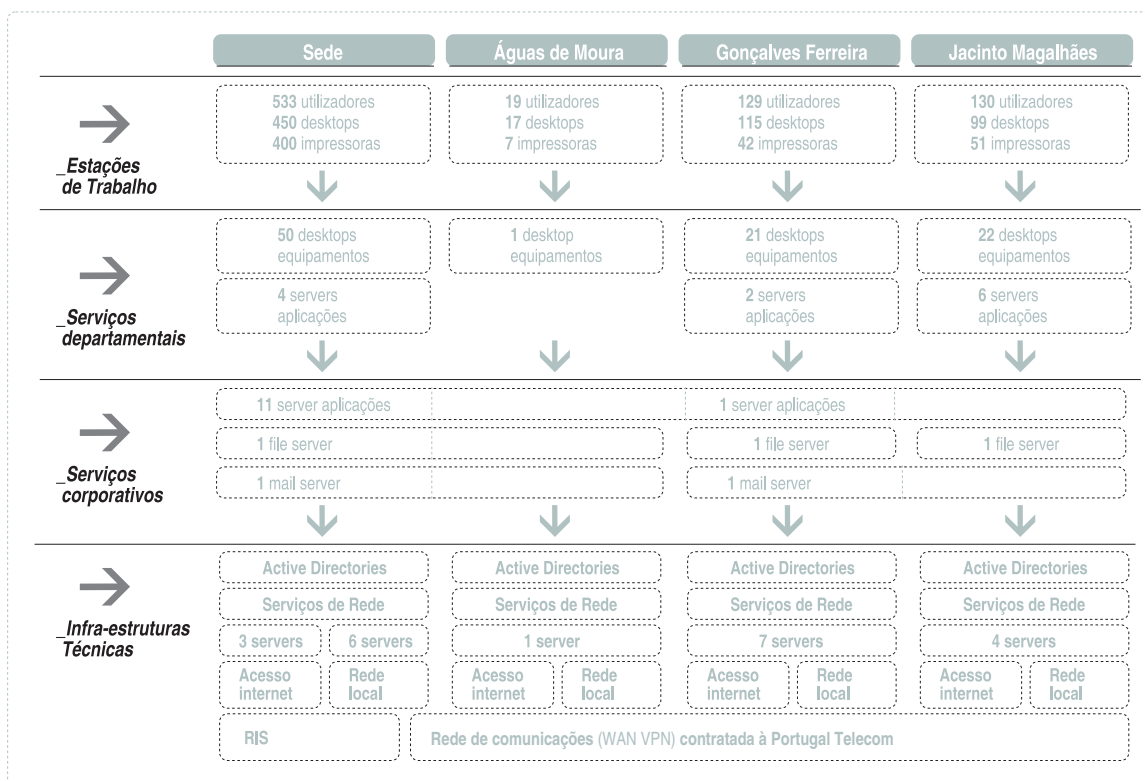 Sede
Águas de Moura
Gonçalves Ferreira
Jacinto Magalhães
_Estações
de Trabalho
533 utilizadores
450 desktops
400 impressoras
19 utilizadores
17 desktops
7 impressoras
129 utilizadores
115 desktops
42 impressoras
130 utilizadores
99 desktops
51 impressoras
_Serviços
departamentais
50 desktops
equipamentos
1 desktop
equipamentos
21 desktops
equipamentos
22 desktops
equipamentos
4 servers
aplicações
2 servers
aplicações
6 servers
aplicações
_Serviços
corporativos
11 server aplicações
1 server aplicações
1 file server
1 file server
1 file server
1 mail server
1 mail server
_Infra-estruturas
Técnicas
Active Directories
Active Directories
Active Directories
Active Directories
Serviços de Rede
Serviços de Rede
Serviços de Rede
Serviços de Rede
3 servers
6 servers
1 server
7 servers
4 servers
Acesso
internet
Rede
local
Acesso
internet
Rede
local
Acesso
internet
Rede
local
Acesso
internet
Rede
local
RIS
Rede de comunicações (WAN VPN) contratada à Portugal Telecom